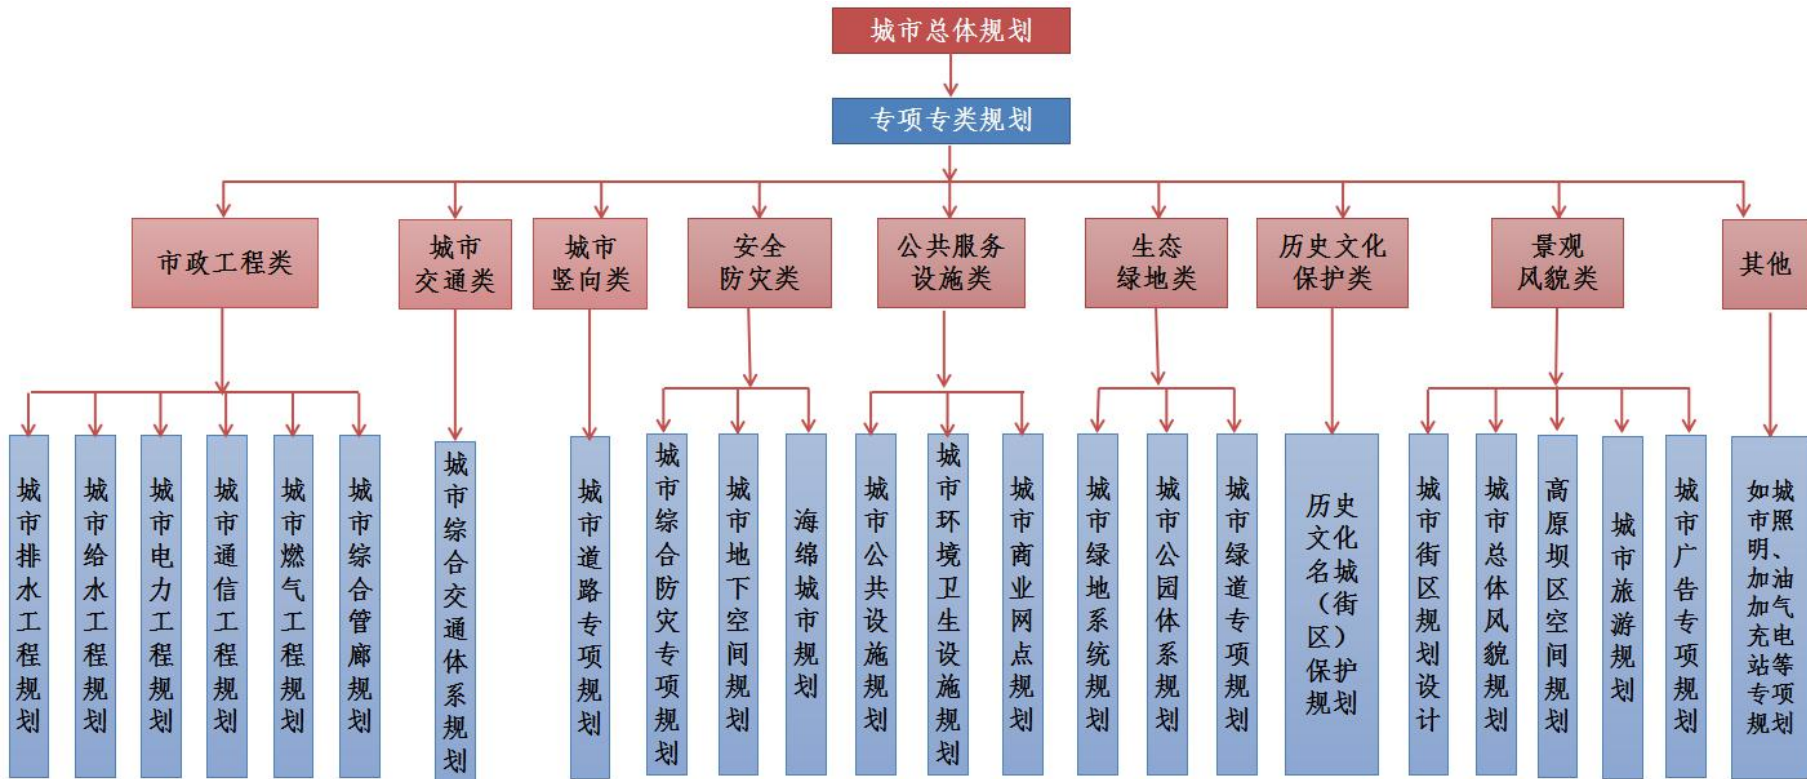 城市总体规划
专项专类规划
市政工程类
城市
交通类
城市
竖向类
安全
防灾类
公共服务
设施类
生态
绿地类
历史文化
保护类
景观
风貌类
其他
城市排水工程规划
城市给水工程规划
城市电力工程规划
城市通信工程规划
城市燃气工程规划
城市综合管廊规划
城市综合交通体系规划
城市道路专项规划
城市综合防灾专项规划
城市地下空间规划
海绵城市规划
城市公共设施规划
城市环境卫生设施规划
城市商业网点规划
城市绿地系统规划
城市公园体系规划
城市绿道专项规划
历史
文化
名城
（街
区）
保护
规划
城市街区规划设计
城市总体风貌规划
高原坝区空间规划
城市旅游规划
城市广告专项规划
如城
市照
明、
加油
加气
充电
站等
专项
规划